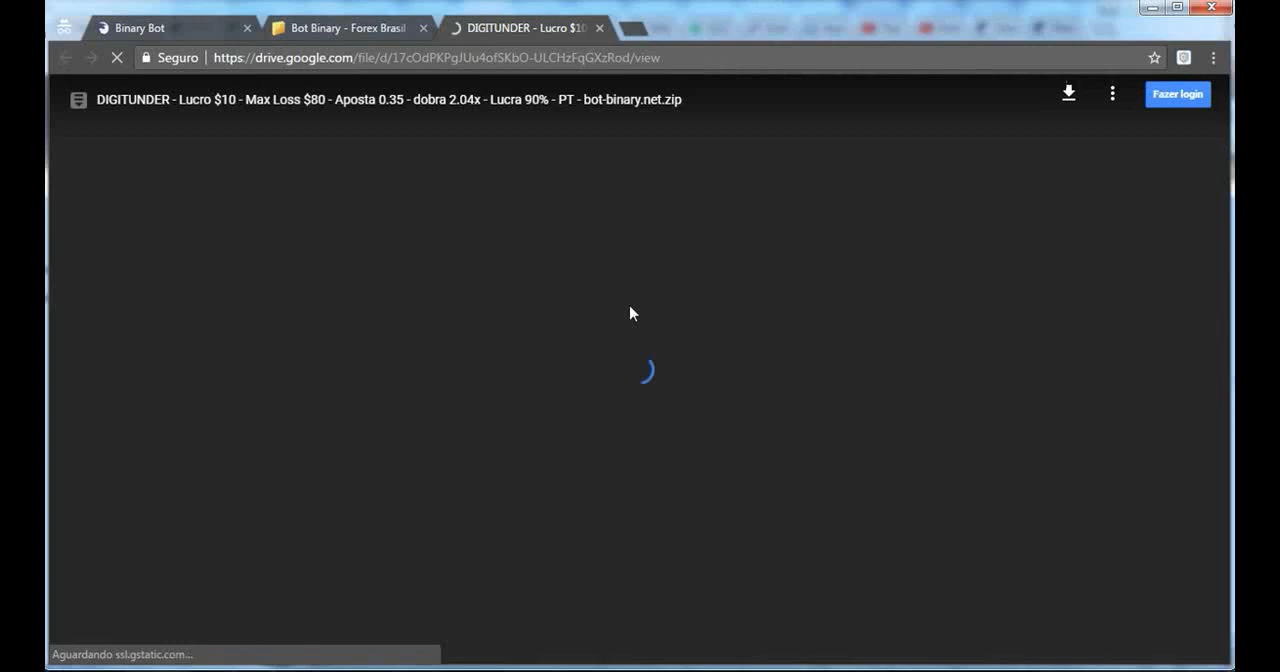 Binary Bot
Bot Binary - Forex Brasil
DIGITUNDER - Lucro $10
Seguro
https://drive.google.com/file/d/17cOdPKPgJUu4ofSKbO-ULCHzFqGXzRod/view
DIGITUNDER - Lucro $10 - Max Loss $80 - Aposta 0.35 - dobra 2.04x - Lucra 90% - PT - bot-binary.net.zip
Fazer login
Aguardando ssl.gstatic.com...